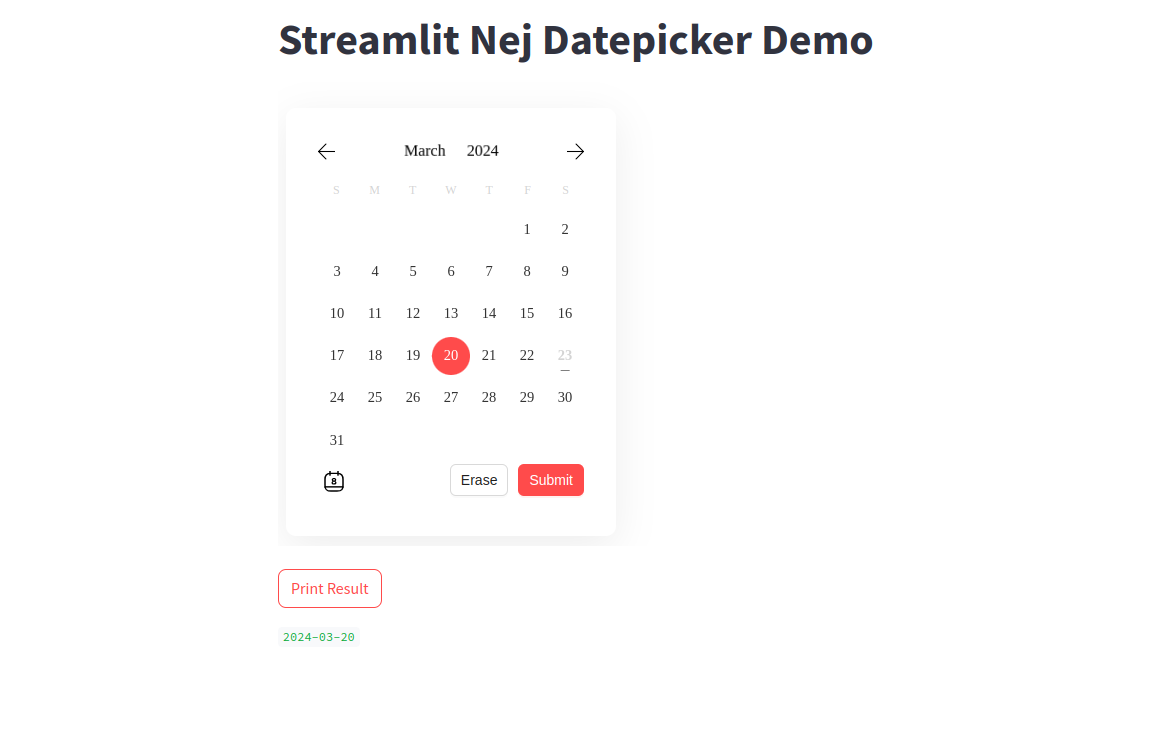 Streamlit Nej Datepicker Demo
March 2024
S M T W T F S
1 2
3 4 5 6 7 8 9
10 11 12 13 14 15 16
17 18 19 20 21 22 23
24 25 26 27 28 29 30
31
8 Erase Submit
Print Result
2024-03-20